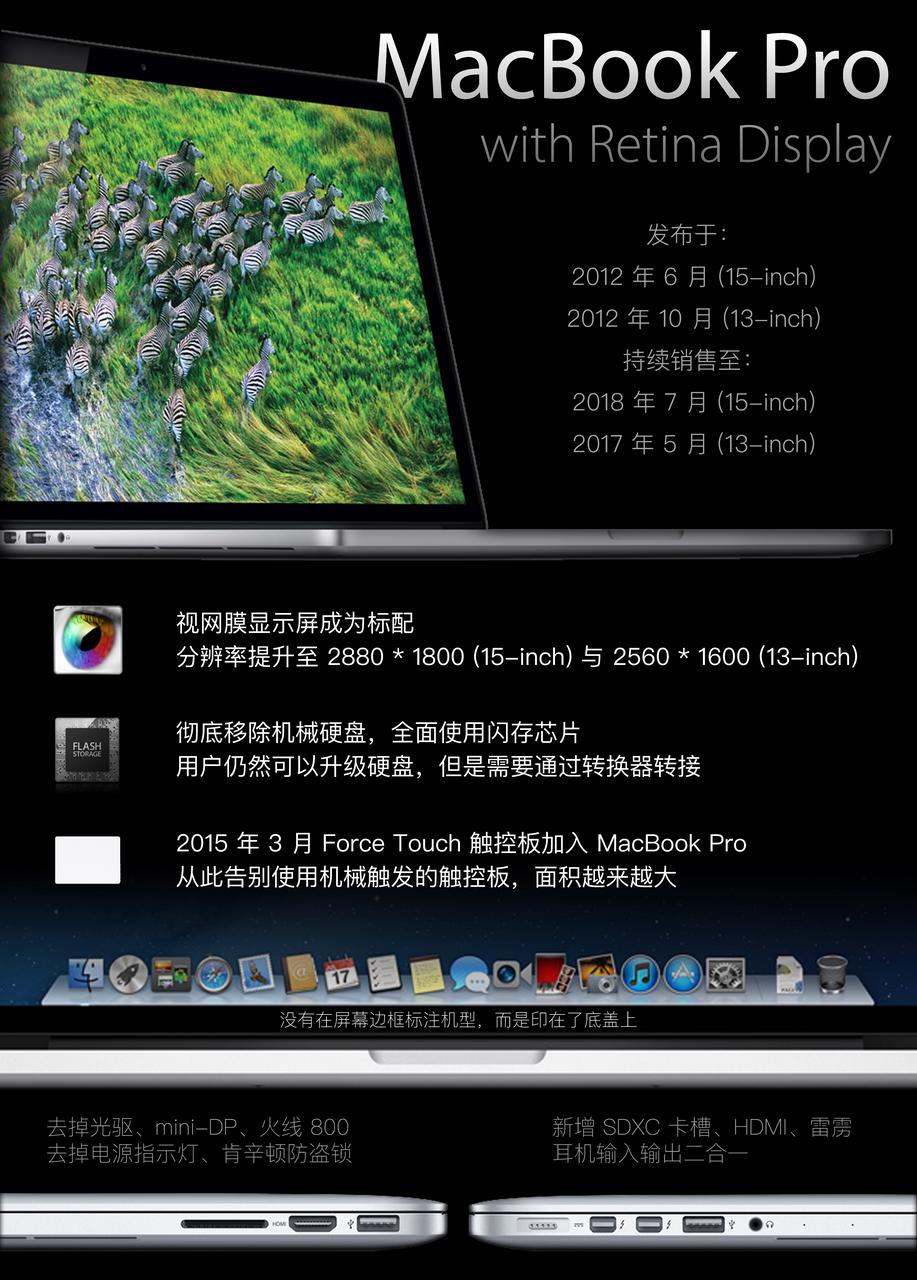 MacBook Pro
with Retina Display
发布于：
2012 年 6 月 (15-inch)
2012 年 10 月 (13-inch)
持续销售至：
2018 年 7 月 (15-inch)
2017 年 5 月 (13-inch)
视网膜显示屏成为标配
分辨率提升至 2880 * 1800 (15-inch) 与 2560 * 1600 (13-inch)
FLASH
STORAGE
彻底移除机械硬盘，全面使用闪存芯片
用户仍然可以升级硬盘，但是需要通过转换器转接
2015 年 3 月 Force Touch 触控板加入 MacBook Pro
从此告别使用机械触发的触控板，面积越来越大
17
没有在屏幕边框标注机型，而是印在了底盖上
去掉光驱、mini-DP、火线 800
去掉电源指示灯、肯辛顿防盗锁
新增 SDXC 卡槽、HDMI、雷雳
耳机输入输出二合一
HDMI